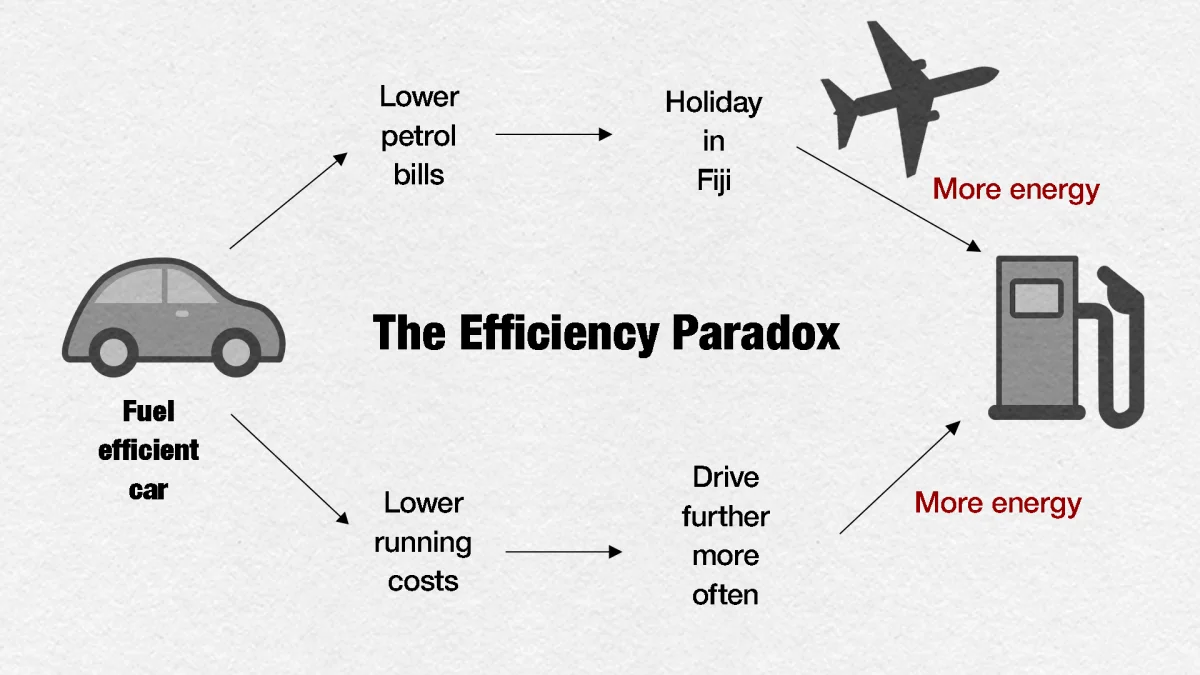 Lower
petrol
bills
Holiday
in
Fiji
More energy
The Efficiency Paradox
Fuel
efficient
car
Lower
running
costs
Drive
further
more
often
More energy